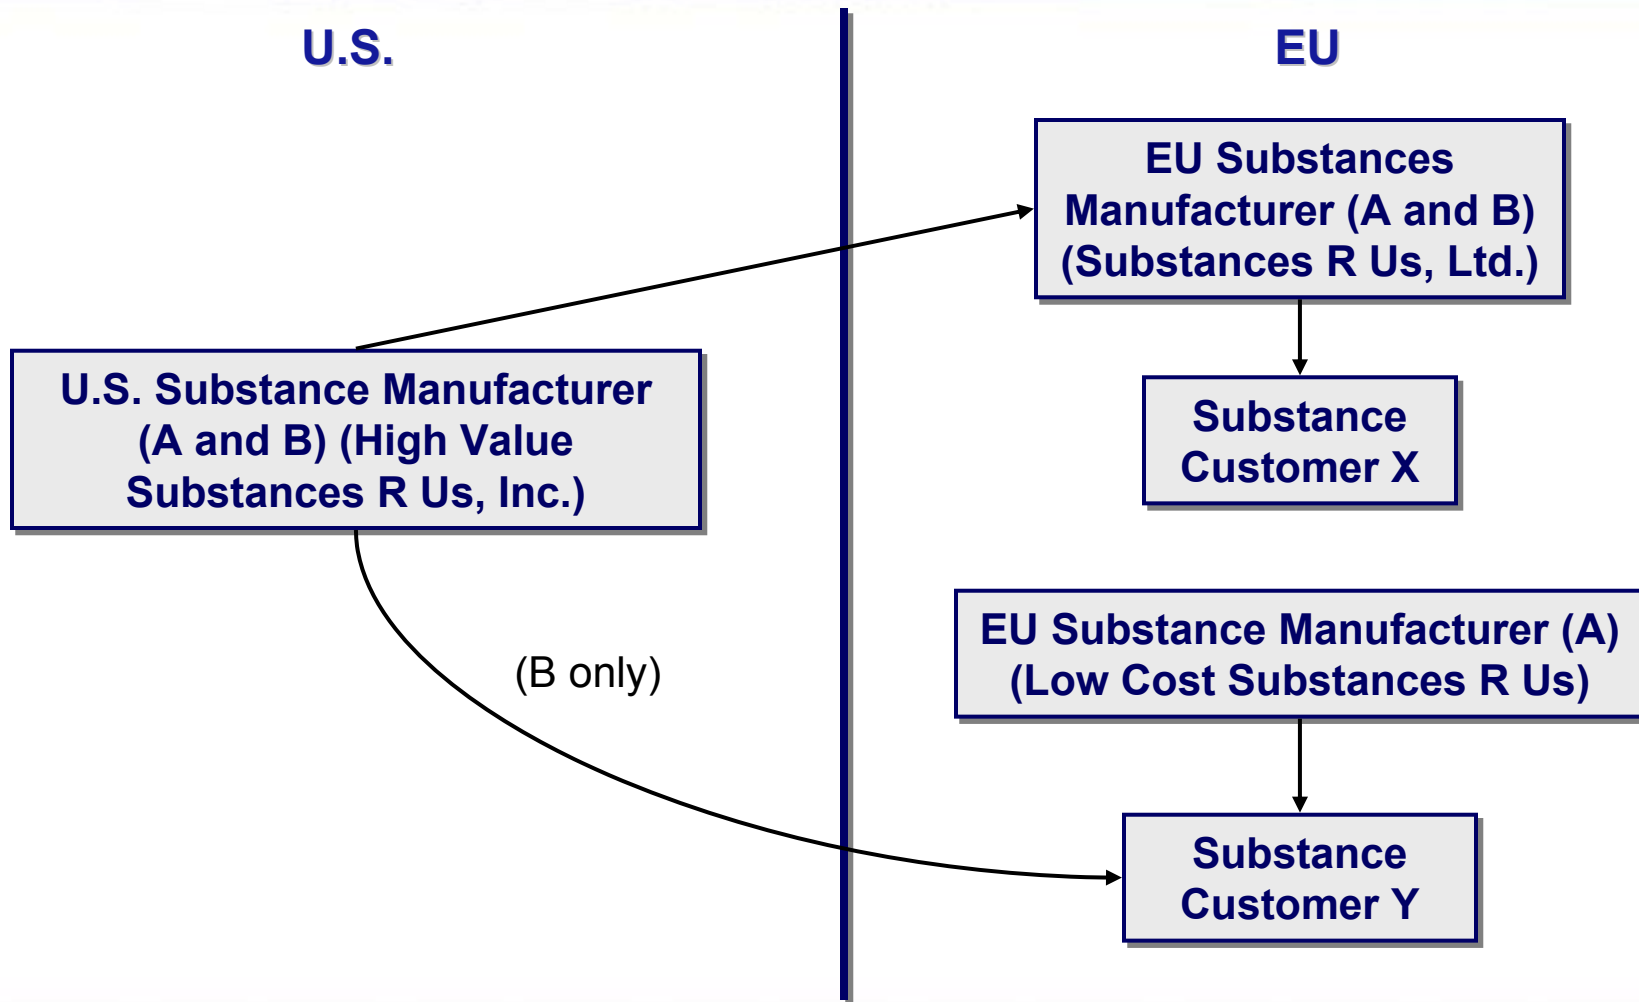 U.S.
EU
EU Substances
Manufacturer (A and B)
(Substances R Us, Ltd.)
U.S. Substance Manufacturer
(A and B) (High Value
Substances R Us, Inc.)
Substance
Customer X
(B only)
EU Substance Manufacturer (A)
(Low Cost Substances R Us)
Substance
Customer Y